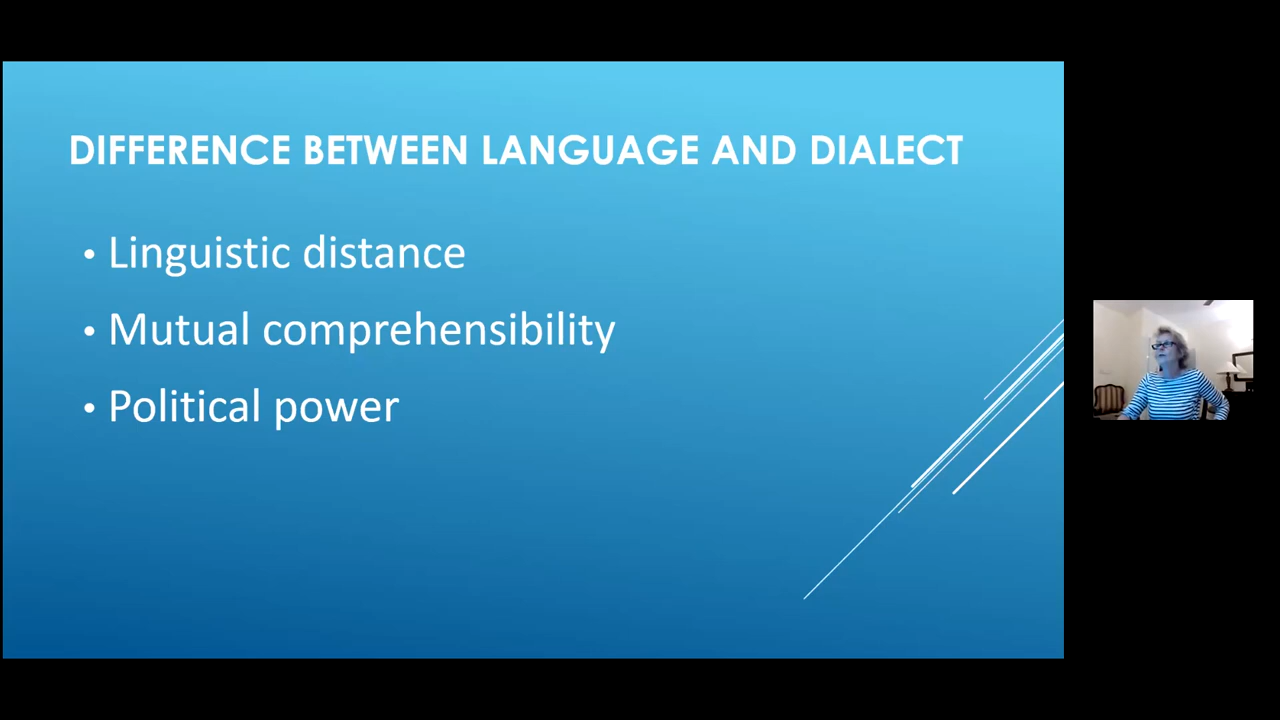 DIFFERENCE BETWEEN LANGUAGE AND DIALECT
• Linguistic distance
• Mutual comprehensibility
• Political power